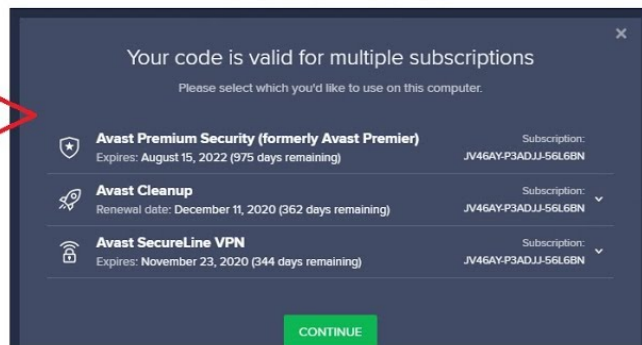 Your code is valid for multiple subscriptions
Please select which you'd like to use on this computer.
Avast Premium Security (formerly Avast Premier)
Subscription:
Expires: August 15, 2022 (975 days remaining)
JV46AY-P3ADJJ-56L6BN
Avast Cleanup
Subscription:
Renewal date: December 11, 2020 (362 days remaining)
JV46AY-P3ADJJ-56L6BN
Avast SecureLine VPN
Subscription:
Expires: November 23, 2020 (344 days remaining)
JV46AY-P3ADJJ-56L6BN
CONTINUE